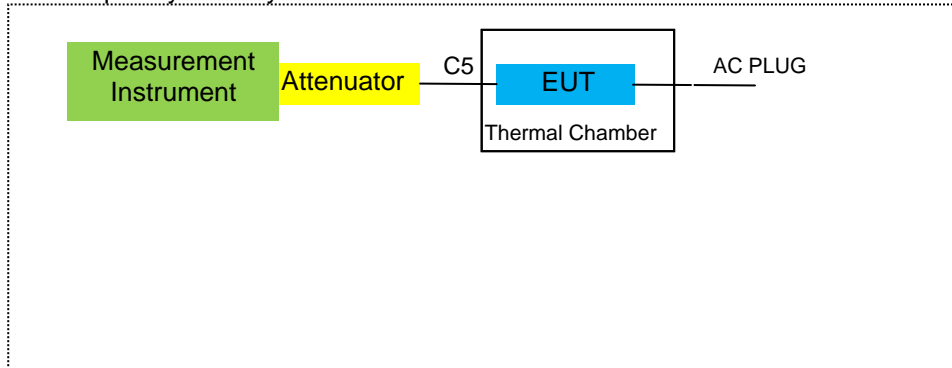 Measurement
Instrument
Attenuator
C5
EUT
AC PLUG
Thermal Chamber